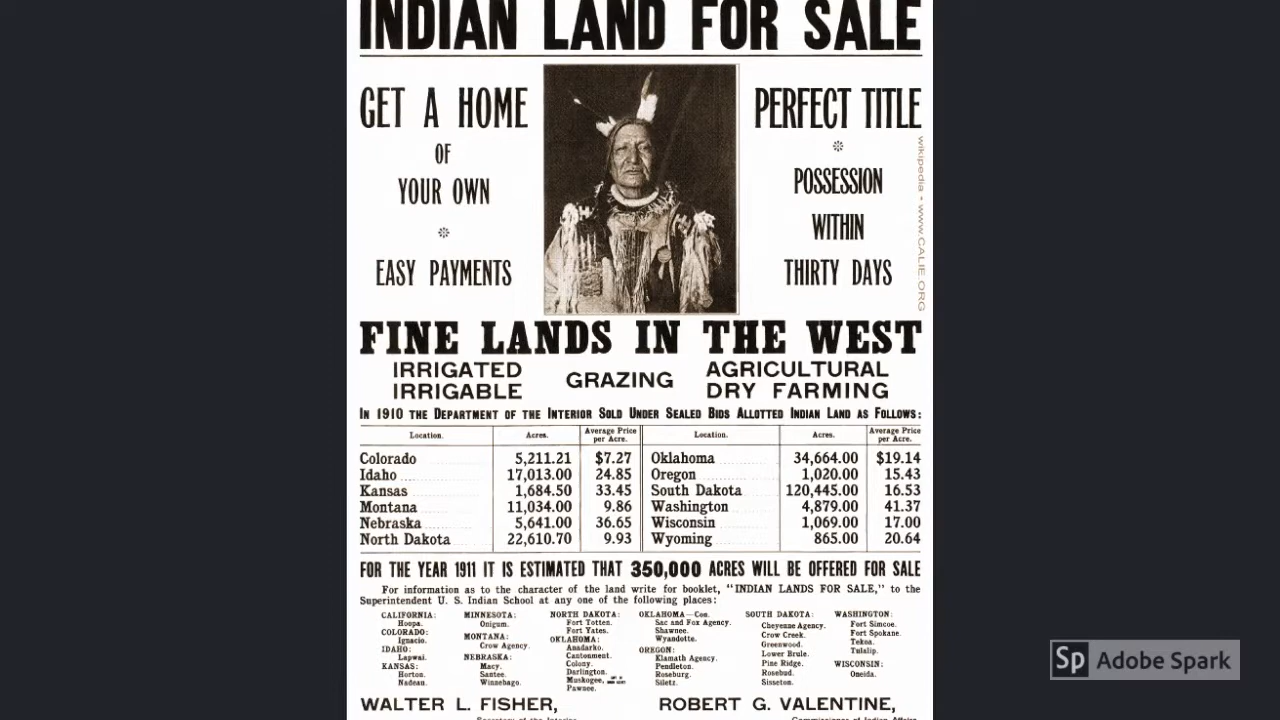 INDIAN LAND FOR SALE
GET A HOME
OF
YOUR OWN
*
EASY PAYMENTS
PERFECT TITLE
*
POSSESSION
WITHIN
THIRTY DAYS
wikipedia • www.CALIE.ORG
FINE LANDS IN THE WEST
IRRIGATED
IRRIGABLE
GRAZING
AGRICULTURAL
DRY FARMING
IN 1910 THE DEPARTMENT OF THE INTERIOR SOLD UNDER SEALED BIDS ALLOTTED INDIAN LAND AS FOLLOWS:
Location. Acres. Average Price per Acre. Location. Acres. Average Price per Acre.
Colorado 5,211.21 $7.27 Oklahoma 34,664.00 $19.14
Idaho 17,013.00 24.85 Oregon 1,020.00 15.43
Kansas 1,684.50 33.45 South Dakota 120,445.00 16.53
Montana 11,034.00 9.86 Washington 4,879.00 41.37
Nebraska 5,641.00 36.65 Wisconsin 1,069.00 17.00
North Dakota 22,610.70 9.93 Wyoming 865.00 20.64
FOR THE YEAR 1911 IT IS ESTIMATED THAT 350,000 ACRES WILL BE OFFERED FOR SALE
For information as to the character of the land write for booklet, "INDIAN LANDS FOR SALE," to the
Superintendent U. S. Indian School at any one of the following places:
CALIFORNIA:
Hoopa.
COLORADO:
Ignacio.
IDAHO:
Lapwai.
KANSAS:
Horton.
Nadeau.
MINNESOTA:
Onigum.
MONTANA:
Crow Agency.
NEBRASKA:
Macy.
Santee.
Winnebago.
NORTH DAKOTA:
Fort Totten.
Fort Yates.
OKLAHOMA:
Anadarko.
Cantonment.
Colony.
Darlington.
Muskogee,
Pawnee.
OKLAHOMA—Con.
Sac and Fox Agency.
Shawnee.
Wyandotte.
OREGON:
Klamath Agency.
Pendleton.
Roseburg.
Siletz.
SOUTH DAKOTA:
Cheyenne Agency.
Crow Creek.
Greenwood.
Lower Brule.
Pine Ridge.
Rosebud.
Sisseton.
WASHINGTON:
Fort Simcoe.
Fort Spokane.
Tekoa.
Tulalip.
WISCONSIN:
Oneida.
WALTER L. FISHER,
ROBERT G. VALENTINE,
Secretary of the Interior
Commissioner of Indian Affairs
Sp Adobe Spark